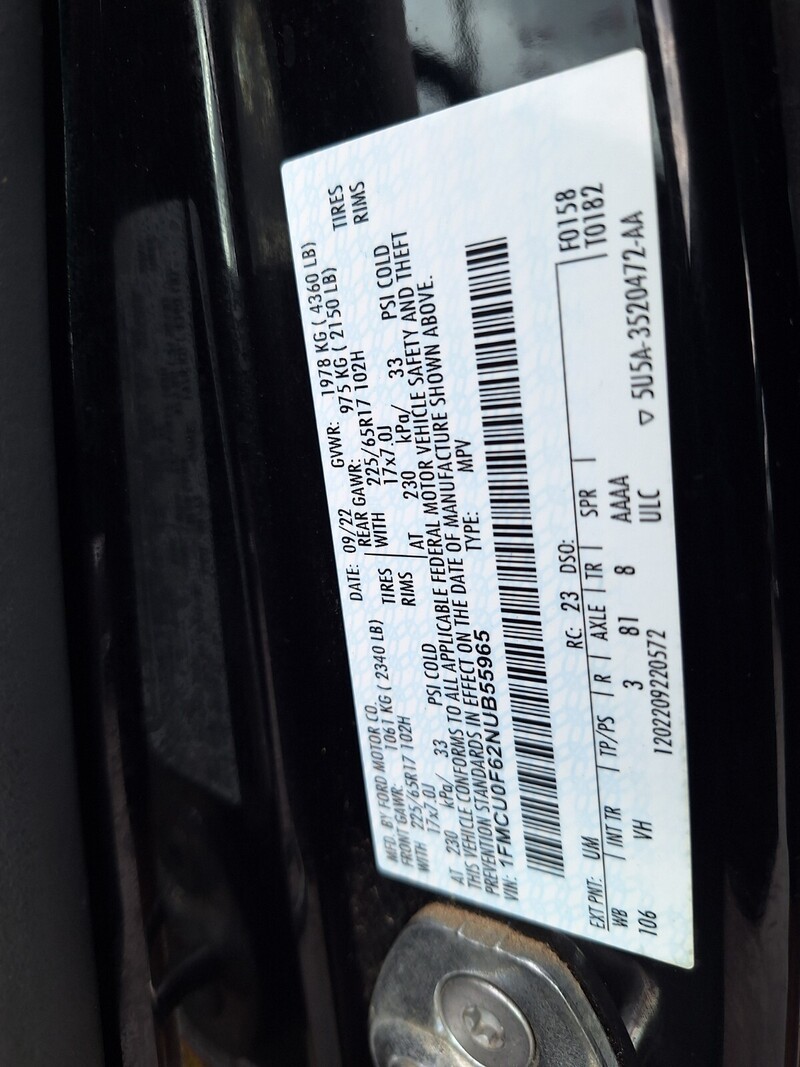 MFD. BY FORD MOTOR CO.
DATE: 09/22 GVWR: 1978 KG ( 4360 LB)
FRONT GAWR: 1061 KG ( 2340 LB) REAR GAWR: 975 KG ( 2150 LB)
WITH 225/65R17 102H TIRES WITH 225/65R17 102H TIRES
17x7.0J RIMS 17x7.0J RIMS
AT 230 kPa/ 33 PSI COLD AT 230 kPa/ 33 PSI COLD
THIS VEHICLE CONFORMS TO ALL APPLICABLE FEDERAL MOTOR VEHICLE SAFETY AND THEFT
PREVENTION STANDARDS IN EFFECT ON THE DATE OF MANUFACTURE SHOWN ABOVE.
VIN: 1FMCU0F62NUB55965 TYPE: MPV
F0158
EXT PNT: UM RC: 23 DSO: T0182
WB INT TR TP/PS R AXLE TR SPR
106 VH 3 81 8 AAAA
1202209220572 ULC ▽ 5U5A-3520472-AA